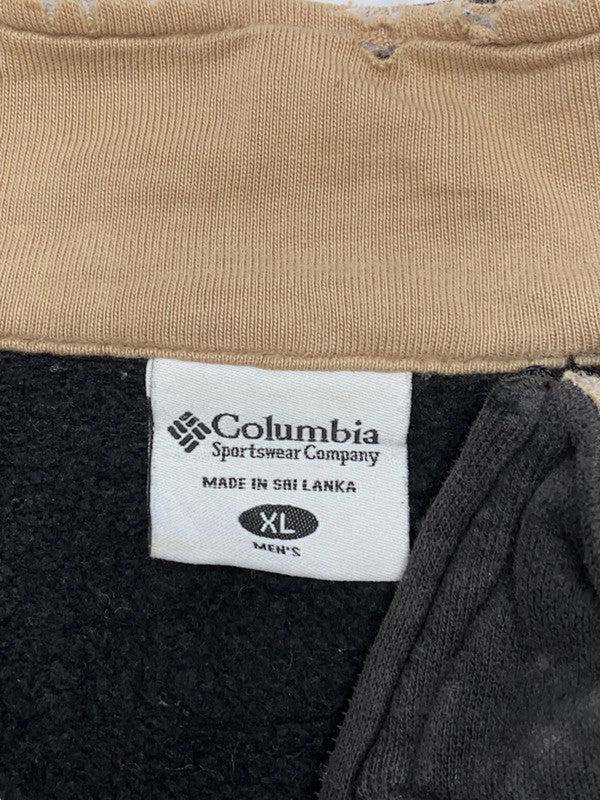 Columbia
Sportswear Company
MADE IN SRI LANKA
XL
MEN'S